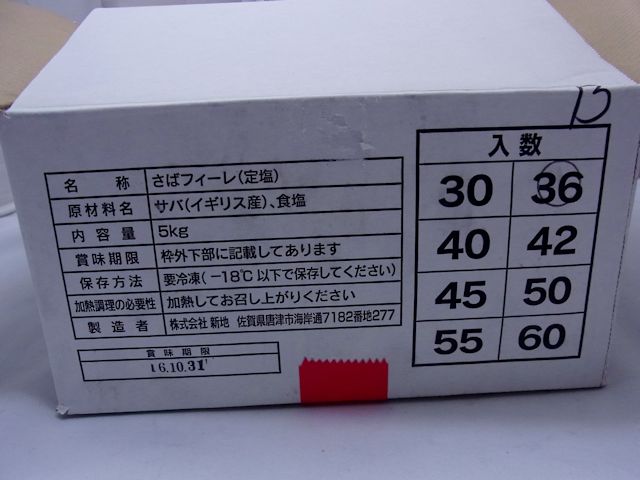 名称 さばフィーレ(定塩)
原材料名 サバ(イギリス産)、食塩
内容量 5kg
賞味期限 枠外下部に記載してあります
保存方法 要冷凍(-18℃以下で保存してください)
加熱調理の必要性 加熱してお召し上がりください
製造者 株式会社 新地 佐賀県唐津市海岸通7182番地277
賞味期限
16.10.31
入数
30 36
40 42
45 50
55 60